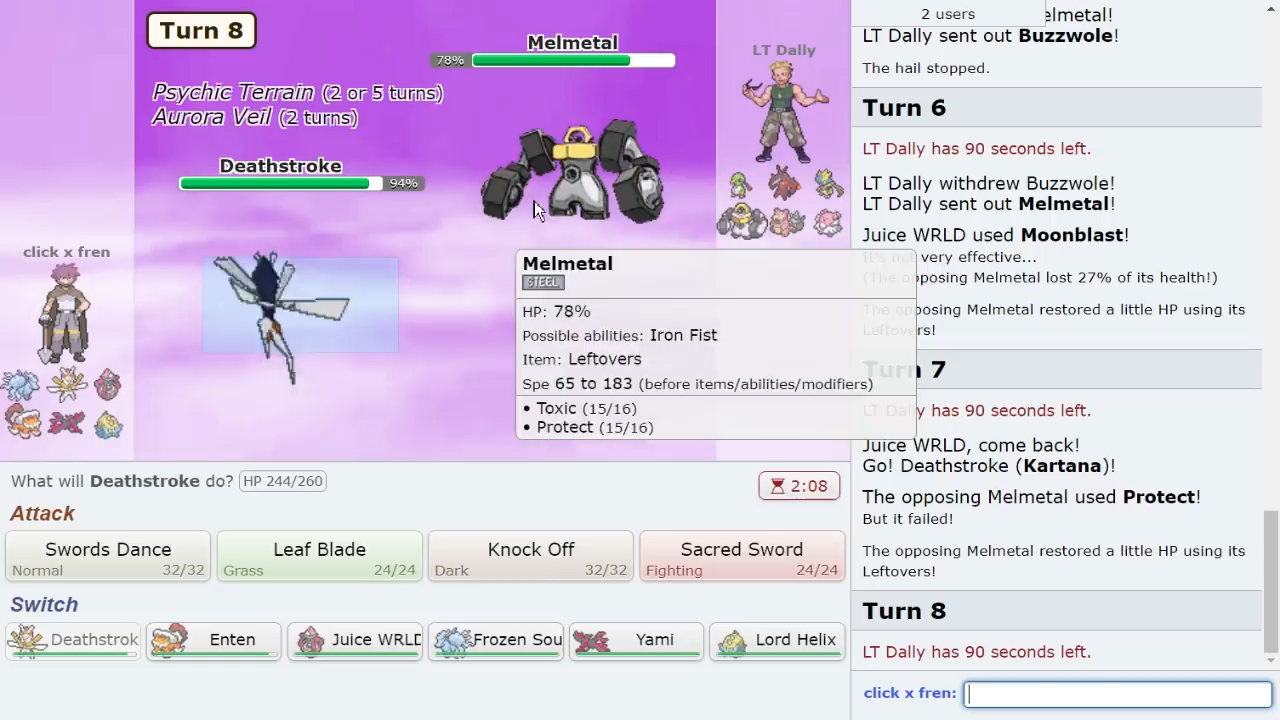 Turn 8
Psychic Terrain (2 or 5 turns)
Aurora Veil (2 turns)
Melmetal
78%
Deathstroke
94%
LT Dally
click x fren
Melmetal
STEEL
HP: 78%
Possible abilities: Iron Fist
Item: Leftovers
Spe 65 to 183 (before items/abilities/modifiers)
• Toxic (15/16)
• Protect (15/16)
What will Deathstroke do? HP 244/260
2:08
Attack
Swords Dance
Normal 32/32
Leaf Blade
Grass 24/24
Knock Off
Dark 32/32
Sacred Sword
Fighting 24/24
Switch
Deathstrok
Enten
Juice WRLD
Frozen Sou
Yami
Lord Helix
2 users
elmetal!
LT Dally sent out Buzzwole!
The hail stopped.
Turn 6
LT Dally has 90 seconds left.
LT Dally withdrew Buzzwole!
LT Dally sent out Melmetal!
Juice WRLD used Moonblast!
It's not very effective...
(The opposing Melmetal lost 27% of its health!)
The opposing Melmetal restored a little HP using its
Leftovers!
Turn 7
LT Dally has 90 seconds left.
Juice WRLD, come back!
Go! Deathstroke (Kartana)!
The opposing Melmetal used Protect!
But it failed!
The opposing Melmetal restored a little HP using its
Leftovers!
Turn 8
LT Dally has 90 seconds left.
click x fren: